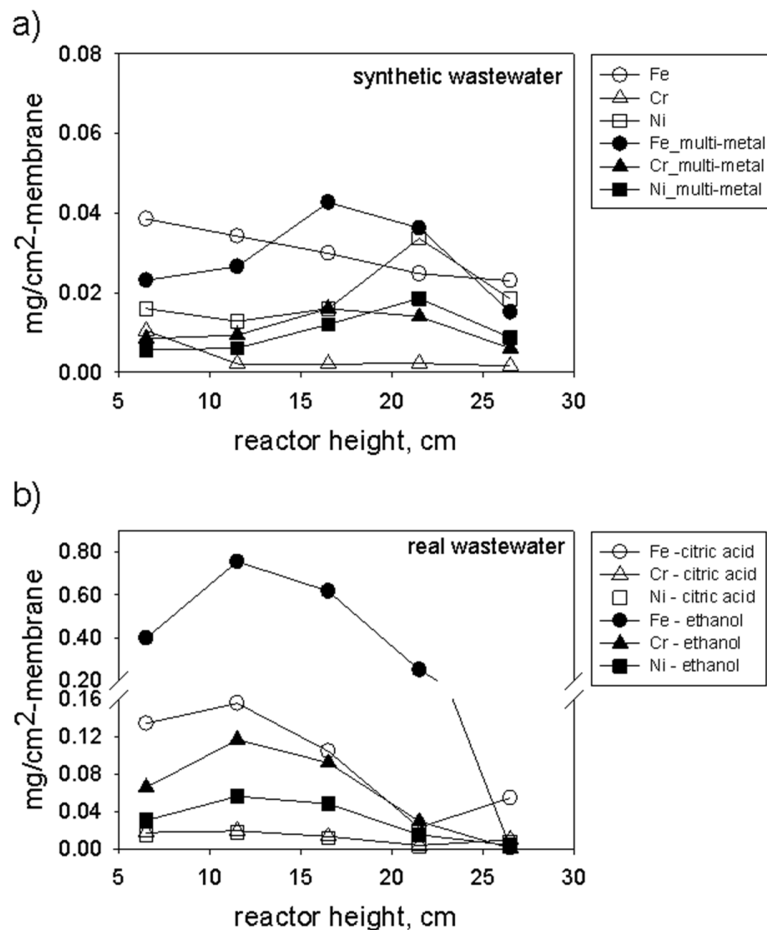 a)
0.08
0.06
0.04
0.02
0.00
mg/cm2-membrane
synthetic wastewater
5 10 15 20 25 30
reactor height, cm
Fe
Cr
Ni
Fe_multi-metal
Cr_multi-metal
Ni_multi-metal
b)
0.80
0.60
0.40
0.20
0.16
0.12
0.08
0.04
0.00
mg/cm2-membrane
real wastewater
5 10 15 20 25 30
reactor height, cm
Fe -citric acid
Cr - citric acid
Ni - citric acid
Fe - ethanol
Cr - ethanol
Ni - ethanol